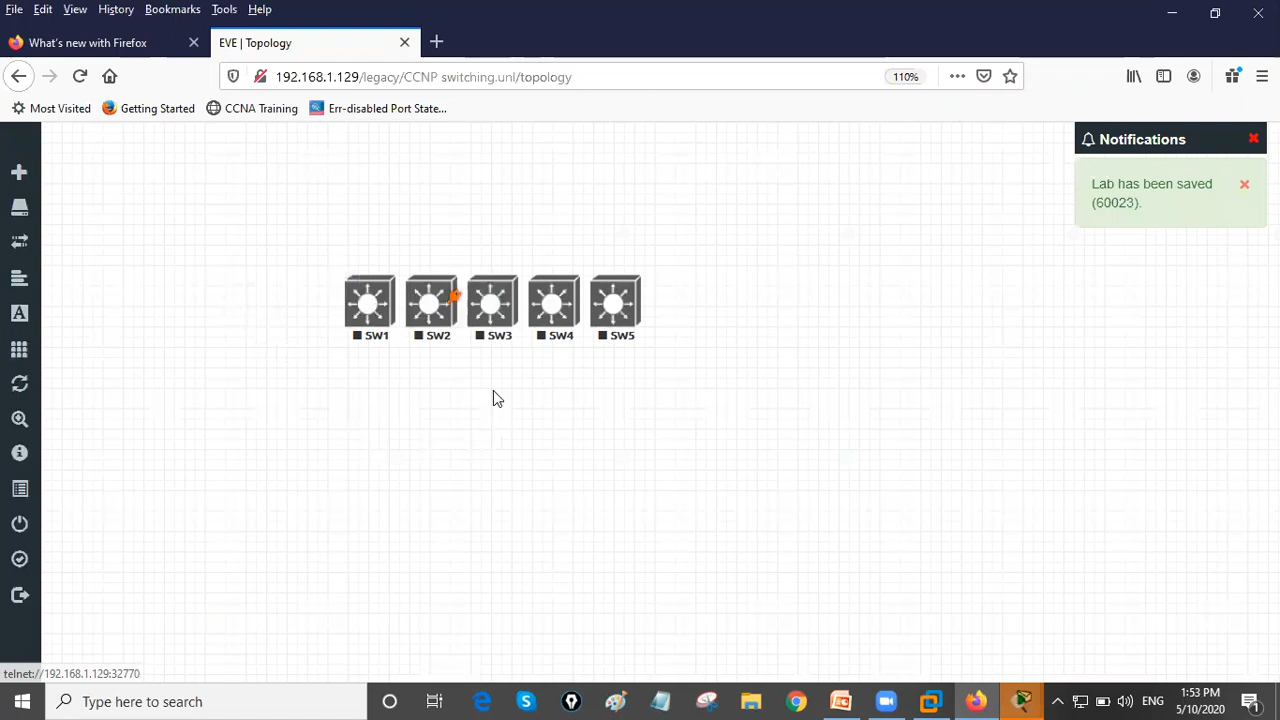 File Edit View History Bookmarks Tools Help
What's new with Firefox
EVE | Topology
192.168.1.129/legacy/CCNP switching.unl/topology
110%
Most Visited
Getting Started
CCNA Training
Err-disabled Port State...
Notifications
Lab has been saved
(60023).
A
SW1
SW2
SW3
SW4
SW5
telnet://192.168.1.129:32770
Type here to search
ENG
1:53 PM
5/10/2020
1